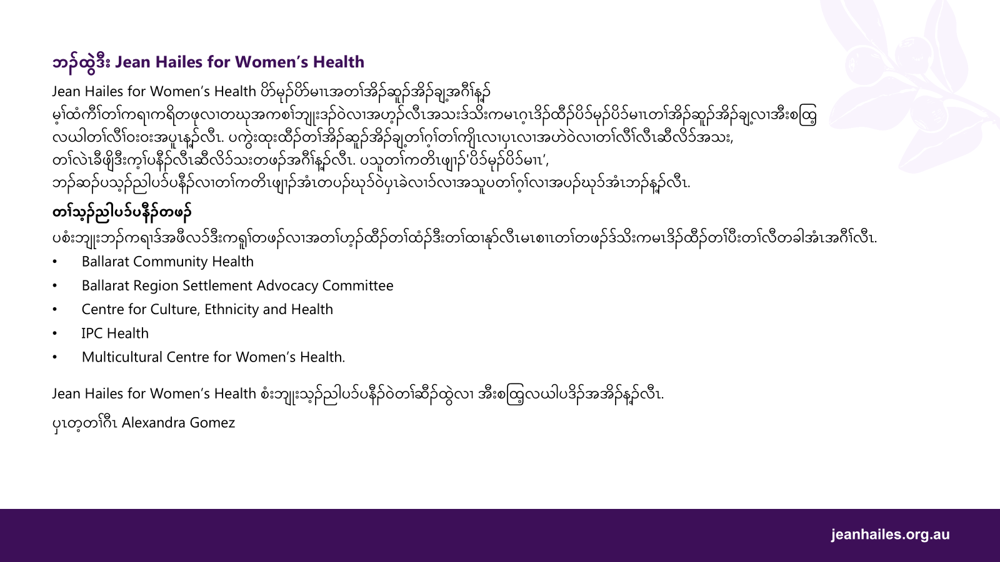 ဘၣ်ထွဲဒီး Jean Hailes for Women’s Health
Jean Hailes for Women’s Health ပိာ်မုၣ်ပိာ်မၢၤအတၢ်အိၣ်ဆူၣ်အိၣ်ချ့အဂီၢ်န့ၣ်
မ့ၢ်ထံကီၢ်တၢ်ကရၢကရိတဖုလၢတဃုအကစၢ်ဘျုးဒၣ်ဝဲလၢအဟ့ၣ်လီၤအသးဒ်သိးကမၤဂ့ၤဒိၣ်ထီၣ်ပိာ်မုၣ်ပိာ်မၢၤတၢ်အိၣ်ဆူၣ်အိၣ်ချ့လၢအီးစထြ့
လယါတၢ်လီၢ်ဝးဝးအပူၤန့ၣ်လီၤ. ပကွဲးထုးထီၣ်တၢ်အိၣ်ဆူၣ်အိၣ်ချ့တၢ်ဂ့ၢ်တၢ်ကျိၤလၢပှၤလၢအဟဲဝဲလၢတၢ်လီၢ်လီၤဆီလိာ်အသး,
တၢ်လဲၤခီဖျိဒီးက့ၢ်ပနီၣ်လီၤဆီလိာ်သးတဖၣ်အဂီၢ်န့ၣ်လီၤ. ပသူတၢ်ကတိၤဖျၢၣ်'ပိာ်မုၣ်ပိာ်မၢၤ’,
ဘၣ်ဆၣ်ပသ့ၣ်ညါပာ်ပနီၣ်လၢတၢ်ကတိၤဖျၢၣ်အံၤတပၣ်ဃုာ်ဝဲပှၤခဲလၢာ်လၢအသူပတၢ်ဂ့ၢ်လၢအပၣ်ဃုာ်အံၤဘၣ်န့ၣ်လီၤ.
တၢ်သ့ၣ်ညါပာ်ပနီၣ်တဖၣ်
ပစံးဘျုးဘၣ်ကရၢဒ်အဖီလာ်ဒီးကရူၢ်တဖၣ်လၢအတၢ်ဟ့ၣ်ထီၣ်တၢ်ထံၣ်ဒီးတၢ်ထၢနုာ်လီၤမၤစၢၤတၢ်တဖၣ်ဒ်သိးကမၤဒိၣ်ထီၣ်တၢ်ပီးတၢ်လီတခါအံၤအဂီၢ်လီၤ.
• Ballarat Community Health
• Ballarat Region Settlement Advocacy Committee
• Centre for Culture, Ethnicity and Health
• IPC Health
• Multicultural Centre for Women’s Health.
Jean Hailes for Women’s Health စံးဘျုးသ့ၣ်ညါပာ်ပနီၣ်ဝဲတၢ်ဆီၣ်ထွဲလၢ အီးစထြ့လယါပဒိၣ်အအိၣ်န့ၣ်လီၤ.
ပှၤတ့တၢ်ဂီၤ Alexandra Gomez
jeanhailes.org.au